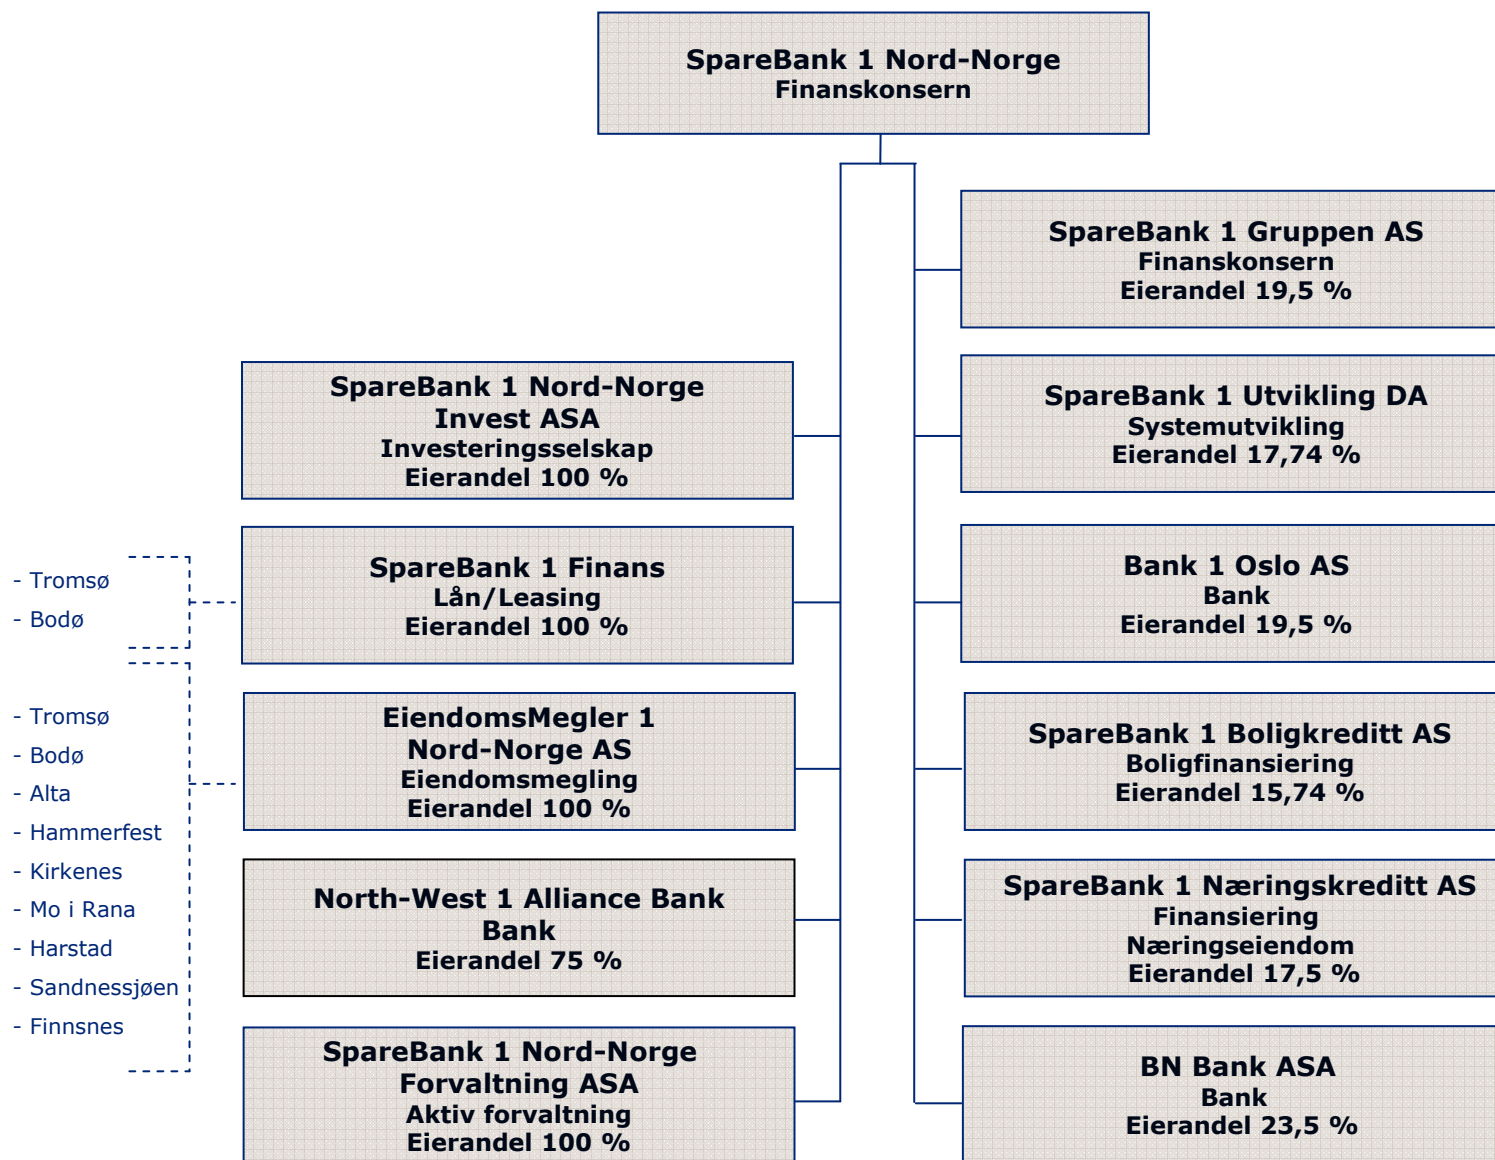 SpareBank 1 Nord-Norge
Finanskonsern
SpareBank 1 Gruppen AS
Finanskonsern
Eierandel 19,5 %
SpareBank 1 Nord-Norge
Invest ASA
Investeringsselskap
Eierandel 100 %
SpareBank 1 Utvikling DA
Systemutvikling
Eierandel 17,74 %
- Tromsø
- Bodø
SpareBank 1 Finans
Lån/Leasing
Eierandel 100 %
Bank 1 Oslo AS
Bank
Eierandel 19,5 %
- Tromsø
- Bodø
- Alta
- Hammerfest
- Kirkenes
- Mo i Rana
- Harstad
- Sandnessjøen
- Finnsnes
EiendomsMegler 1
Nord-Norge AS
Eiendomsmegling
Eierandel 100 %
SpareBank 1 Boligkreditt AS
Boligfinansiering
Eierandel 15,74 %
North-West 1 Alliance Bank
Bank
Eierandel 75 %
SpareBank 1 Næringskreditt AS
Finansiering
Næringseiendom
Eierandel 17,5 %
SpareBank 1 Nord-Norge
Forvaltning ASA
Aktiv forvaltning
Eierandel 100 %
BN Bank ASA
Bank
Eierandel 23,5 %